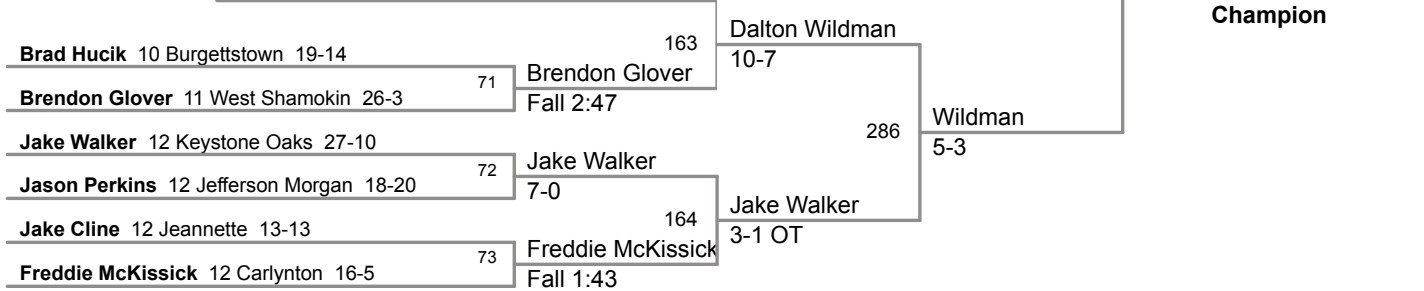 Champion
Dalton Wildman
163
10-7
Brad Hucik 10 Burgettstown 19-14
71
Brendon Glover
Brendon Glover 11 West Shamokin 26-3
Fall 2:47
Wildman
286
5-3
Jake Walker 12 Keystone Oaks 27-10
72
Jake Walker
Jason Perkins 12 Jefferson Morgan 18-20
7-0
Jake Walker
164
3-1 OT
Jake Cline 12 Jeannette 13-13
73
Freddie McKissick
Freddie McKissick 12 Carlynton 16-5
Fall 1:43